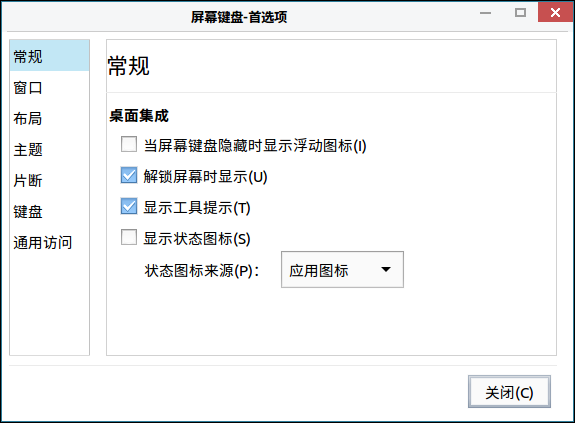 屏幕键盘-首选项
常规
窗口
布局
主题
片断
键盘
通用访问
常规
桌面集成
当屏幕键盘隐藏时显示浮动图标(I)
解锁屏幕时显示(U)
显示工具提示(T)
显示状态图标(S)
状态图标来源(P)： 应用图标
关闭(C)